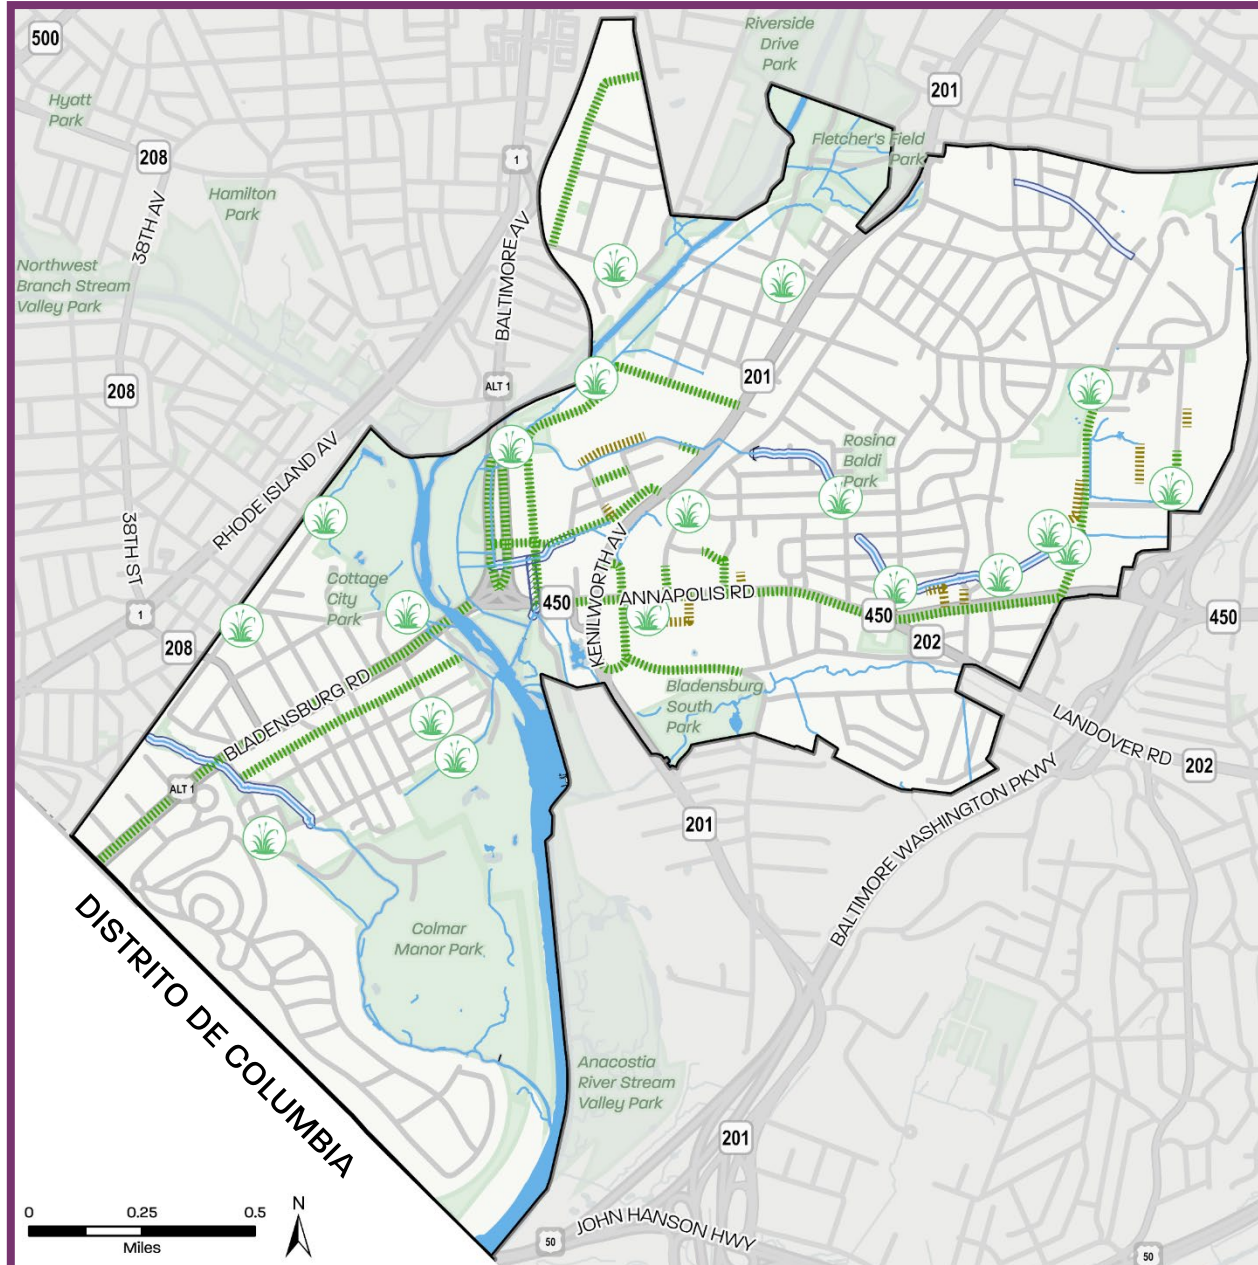 500
Riverside
Drive
Park
201
Hyatt
Park
208
1
Fletcher's Field
Park
Hamilton
Park
38TH AV
Northwest
Branch Stream
Valley Park
BALTIMORE AV
208
ALT 1
201
RHODE ISLAND AV
Rosina
Baldi
Park
38TH ST
KENILWORTH AV
Cottage
City
Park
450
ANNAPOLIS RD
450
202
450
1
208
BLADENSBURG RD
Bladensburg
South
Park
LANDOVER RD
202
ALT 1
201
BALTIMORE WASHINGTON PKWY
DISTRITO DE COLUMBIA
Colmar
Manor Park
Anacostia
River Stream
Valley Park
201
N
0 0.25 0.5
Miles
JOHN HANSON HWY
50
50